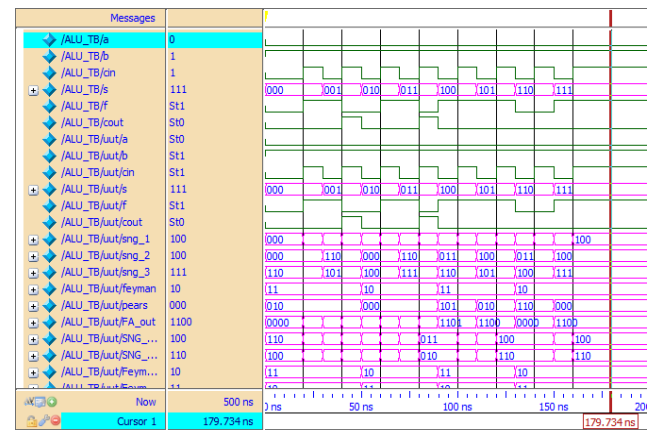 Messages
/ALU_TB/a 0
/ALU_TB/b 1
/ALU_TB/cin 1
/ALU_TB/s 111 000 001 010 011 100 101 110 111
/ALU_TB/f St1
/ALU_TB/cout St0
/ALU_TB/uut/a St0
/ALU_TB/uut/b St1
/ALU_TB/uut/cin St1
/ALU_TB/uut/s 111 000 001 010 011 100 101 110 111
/ALU_TB/uut/f St1
/ALU_TB/uut/cout St0
/ALU_TB/uut/sng_1 100 000 100
/ALU_TB/uut/sng_2 100 000 110 000 110 011 100 011 100
/ALU_TB/uut/sng_3 111 110 101 100 111 110 101 100 111
/ALU_TB/uut/feyman 10 11 10 11 10
/ALU_TB/uut/pears 000 010 000 101 010 110 000
/ALU_TB/uut/FA_out 1100 0000 1101 1100 0000 1100
/ALU_TB/uut/SNG_... 100 110 011 100 100
/ALU_TB/uut/SNG_... 110 100 010 110 110
/ALU_TB/uut/Feym... 10 11 10 11 10
Now 500 ns 50 ns 100 ns 150 ns
Cursor 1 179.734 ns 179.734 ns